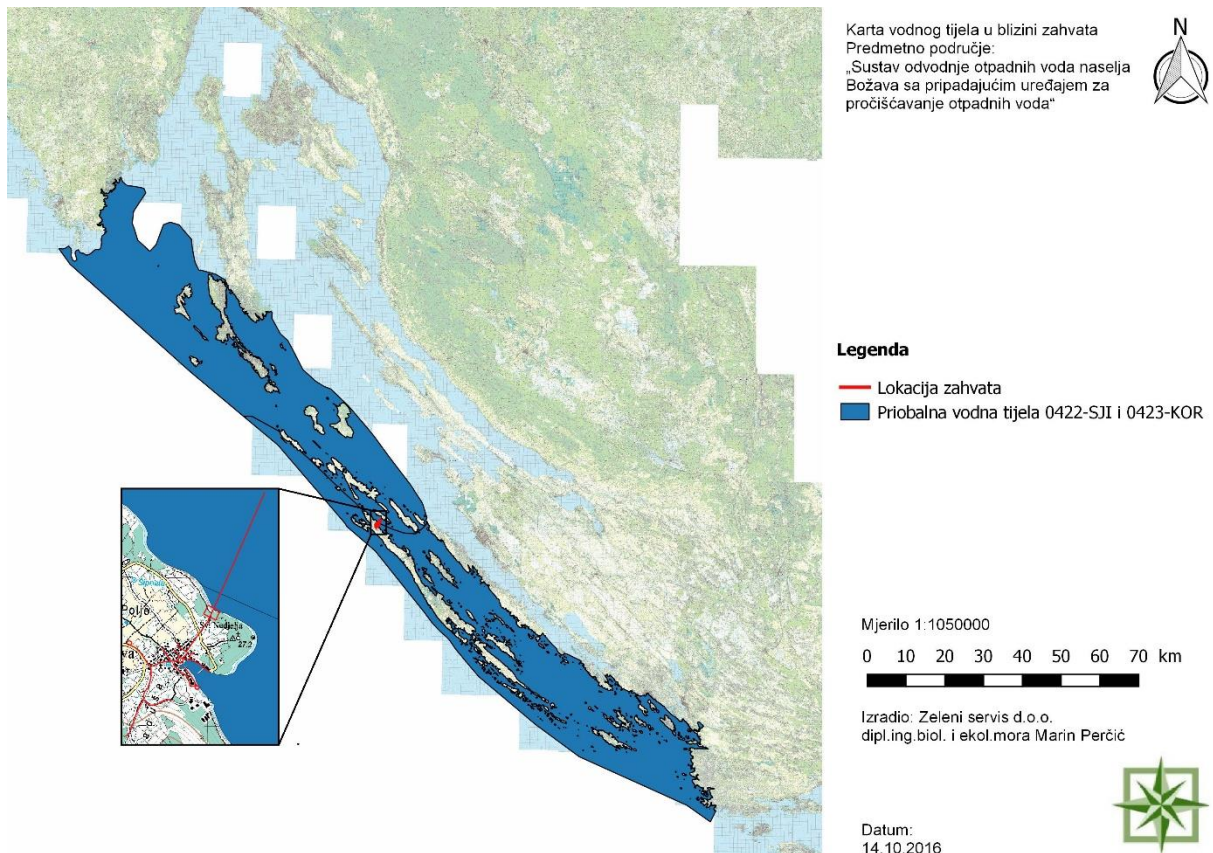 Karta vodnog tijela u blizini zahvata
Predmetno područje:
„Sustav odvodnje otpadnih voda naselja
Božava sa pripadajućim uređajem za
pročišćavanje otpadnih voda“
N
Legenda
Lokacija zahvata
Priobalna vodna tijela 0422-SJI i 0423-KOR
Polje
Sv. Nedjelja
27.2
va
Mjerilo 1:1050000
0 10 20 30 40 50 60 70 km
Izradio: Zeleni servis d.o.o.
dipl.ing.biol. i ekol.mora Marin Perčić
Datum:
14.10.2016